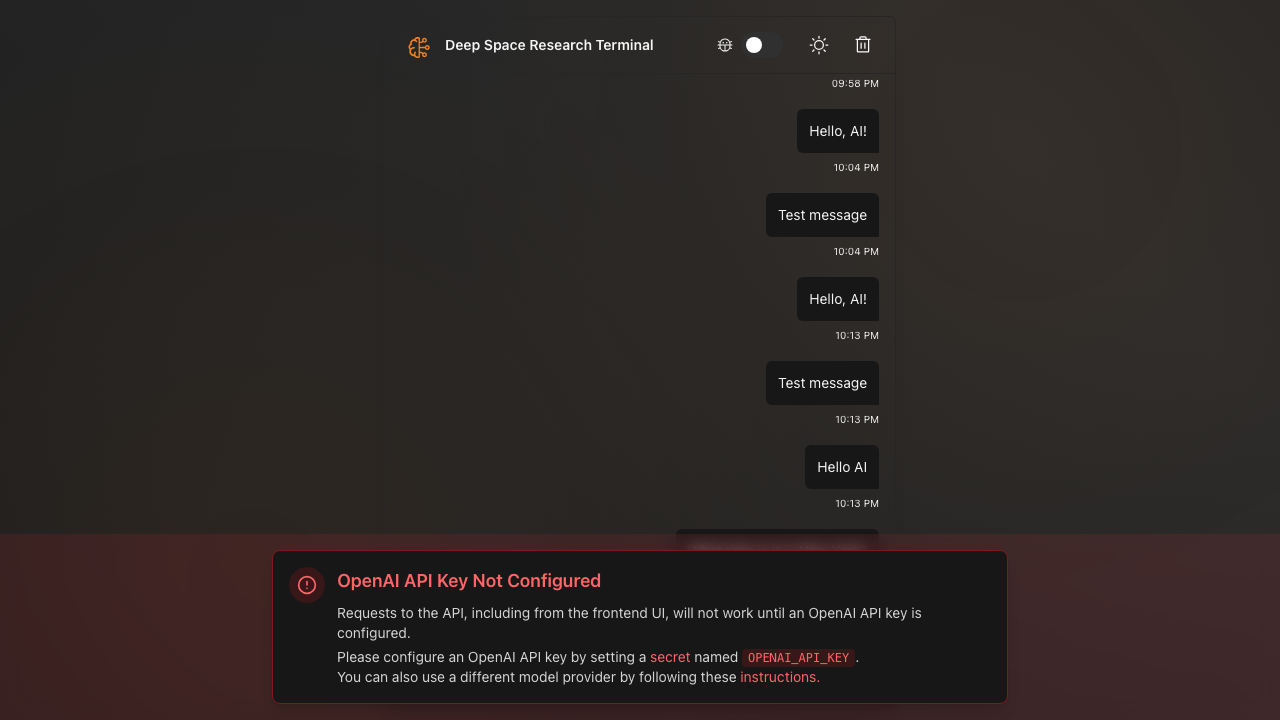 Deep Space Research Terminal
09:58 PM
Hello, AI!
10:04 PM
Test message
10:04 PM
Hello, AI!
10:13 PM
Test message
10:13 PM
Hello AI
10:13 PM
OpenAI API Key Not Configured
Requests to the API, including from the frontend UI, will not work until an OpenAI API key is
configured.
Please configure an OpenAI API key by setting a secret named OPENAI_API_KEY.
You can also use a different model provider by following these instructions.